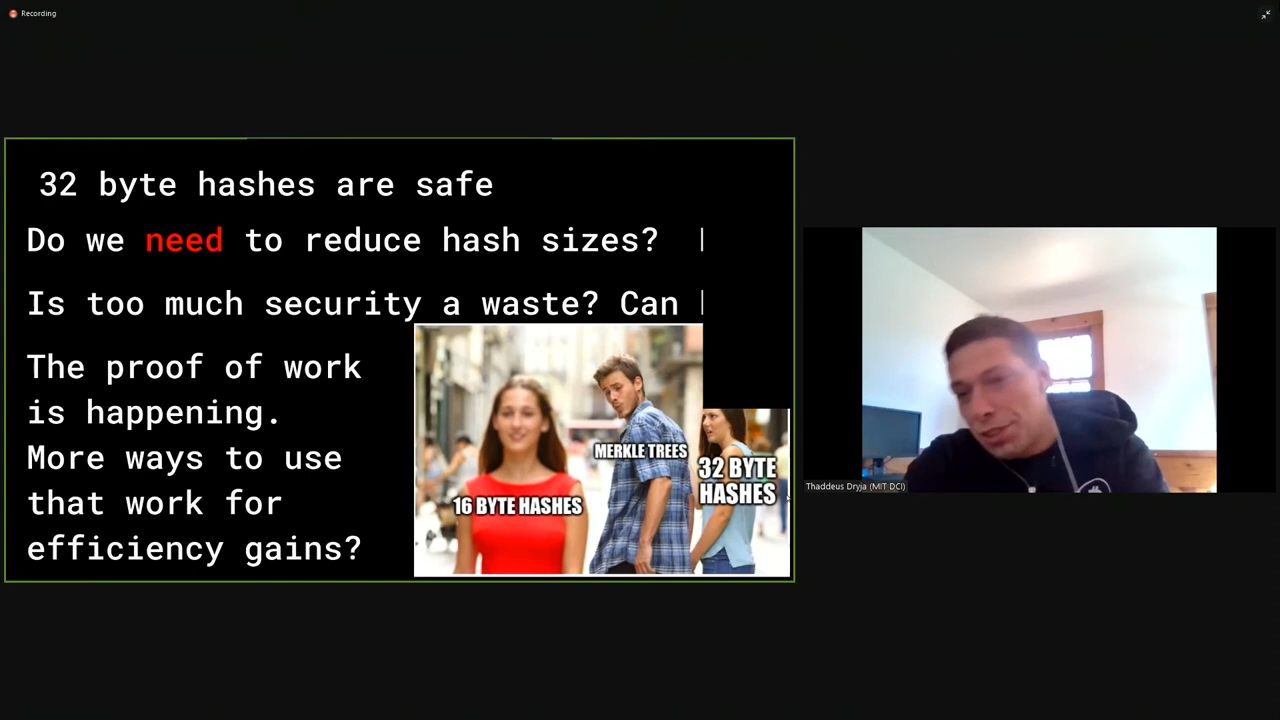 Recording
32 byte hashes are safe
Do we need to reduce hash sizes?
Is too much security a waste? Can
The proof of work
is happening.
More ways to use
that work for
efficiency gains?
MERKLE TREES
32 BYTE
HASHES
16 BYTE HASHES
Thaddeus Dryja (MIT DCI)